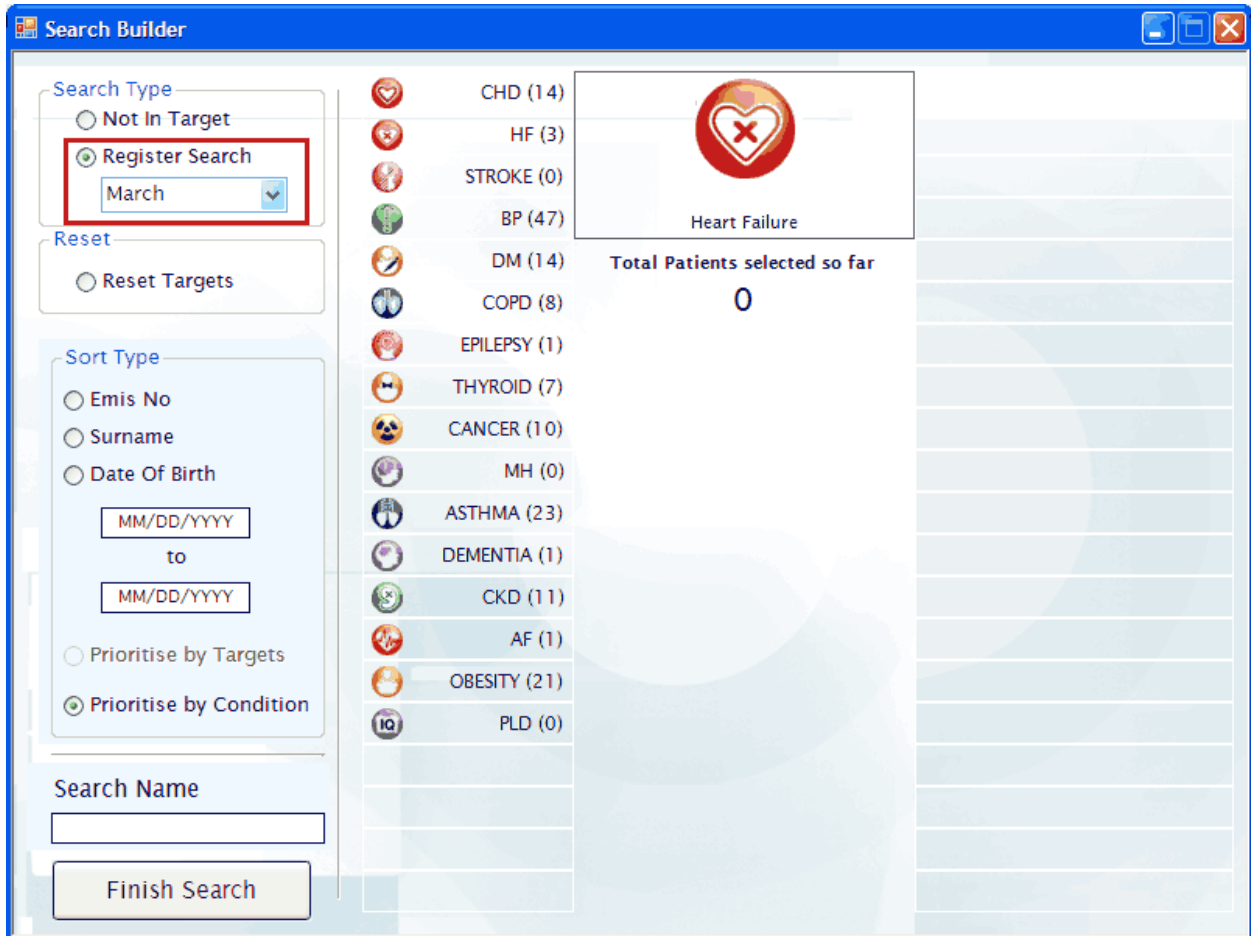 Search Builder
Search Type
Not In Target
Register Search
March
Reset
Reset Targets
Sort Type
Emis No
Surname
Date Of Birth
MM/DD/YYYY
to
MM/DD/YYYY
Prioritise by Targets
Prioritise by Condition
Search Name
Finish Search
CHD (14)
HF (3)
STROKE (0)
BP (47)
DM (14)
COPD (8)
EPILEPSY (1)
THYROID (7)
CANCER (10)
MH (0)
ASTHMA (23)
DEMENTIA (1)
CKD (11)
AF (1)
OBESITY (21)
IQ
PLD (0)
Heart Failure
Total Patients selected so far
0